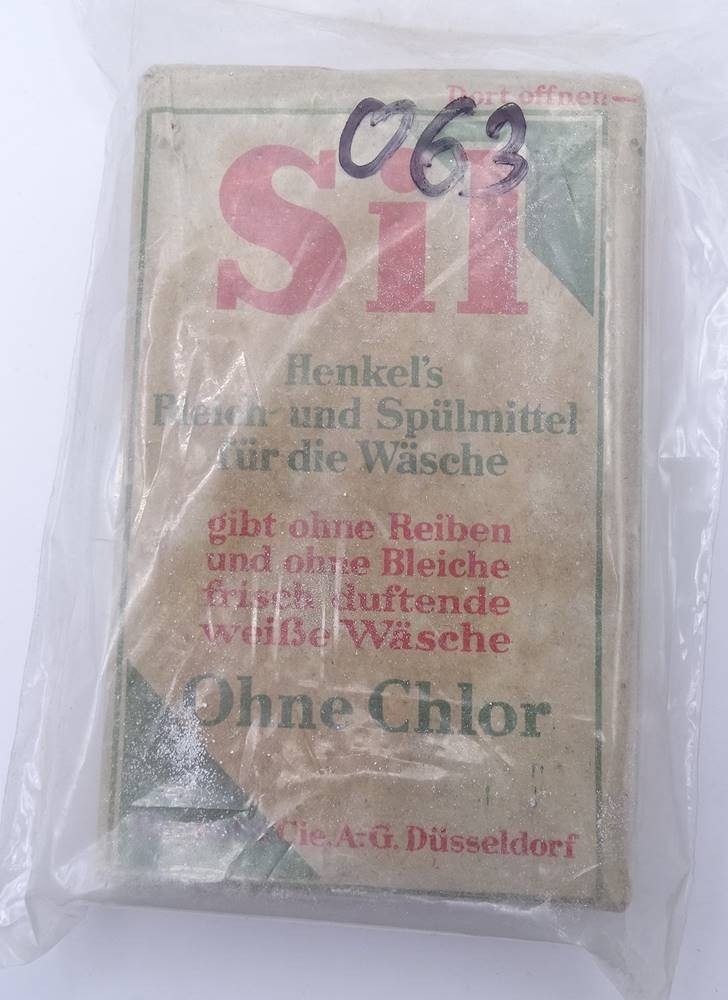 Dort öffnen
063
Sil
Henkel's
Bleich- und Spülmittel
für die Wäsche
gibt ohne Reiben
und ohne Bleiche
frisch duftende
weiße Wäsche
Ohne Chlor
Cie. A.-G. Düsseldorf